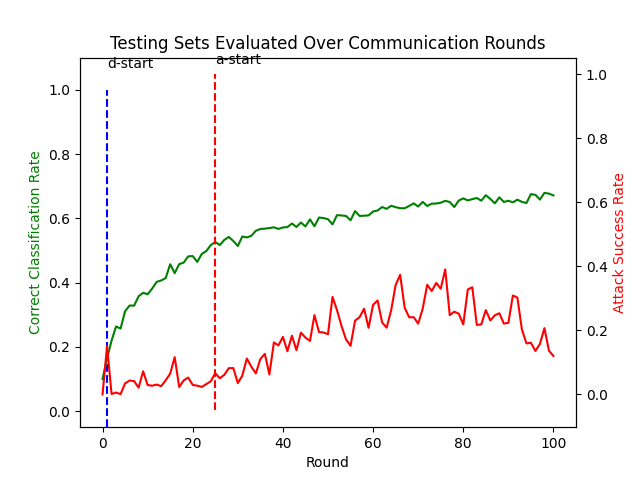 Testing Sets Evaluated Over Communication Rounds
d-start
a-start
Correct Classification Rate
1.0
0.8
0.6
0.4
0.2
0.0
1.0
0.8
0.6
0.4
0.2
0.0
Attack Success Rate
0 20 40 60 80 100
Round